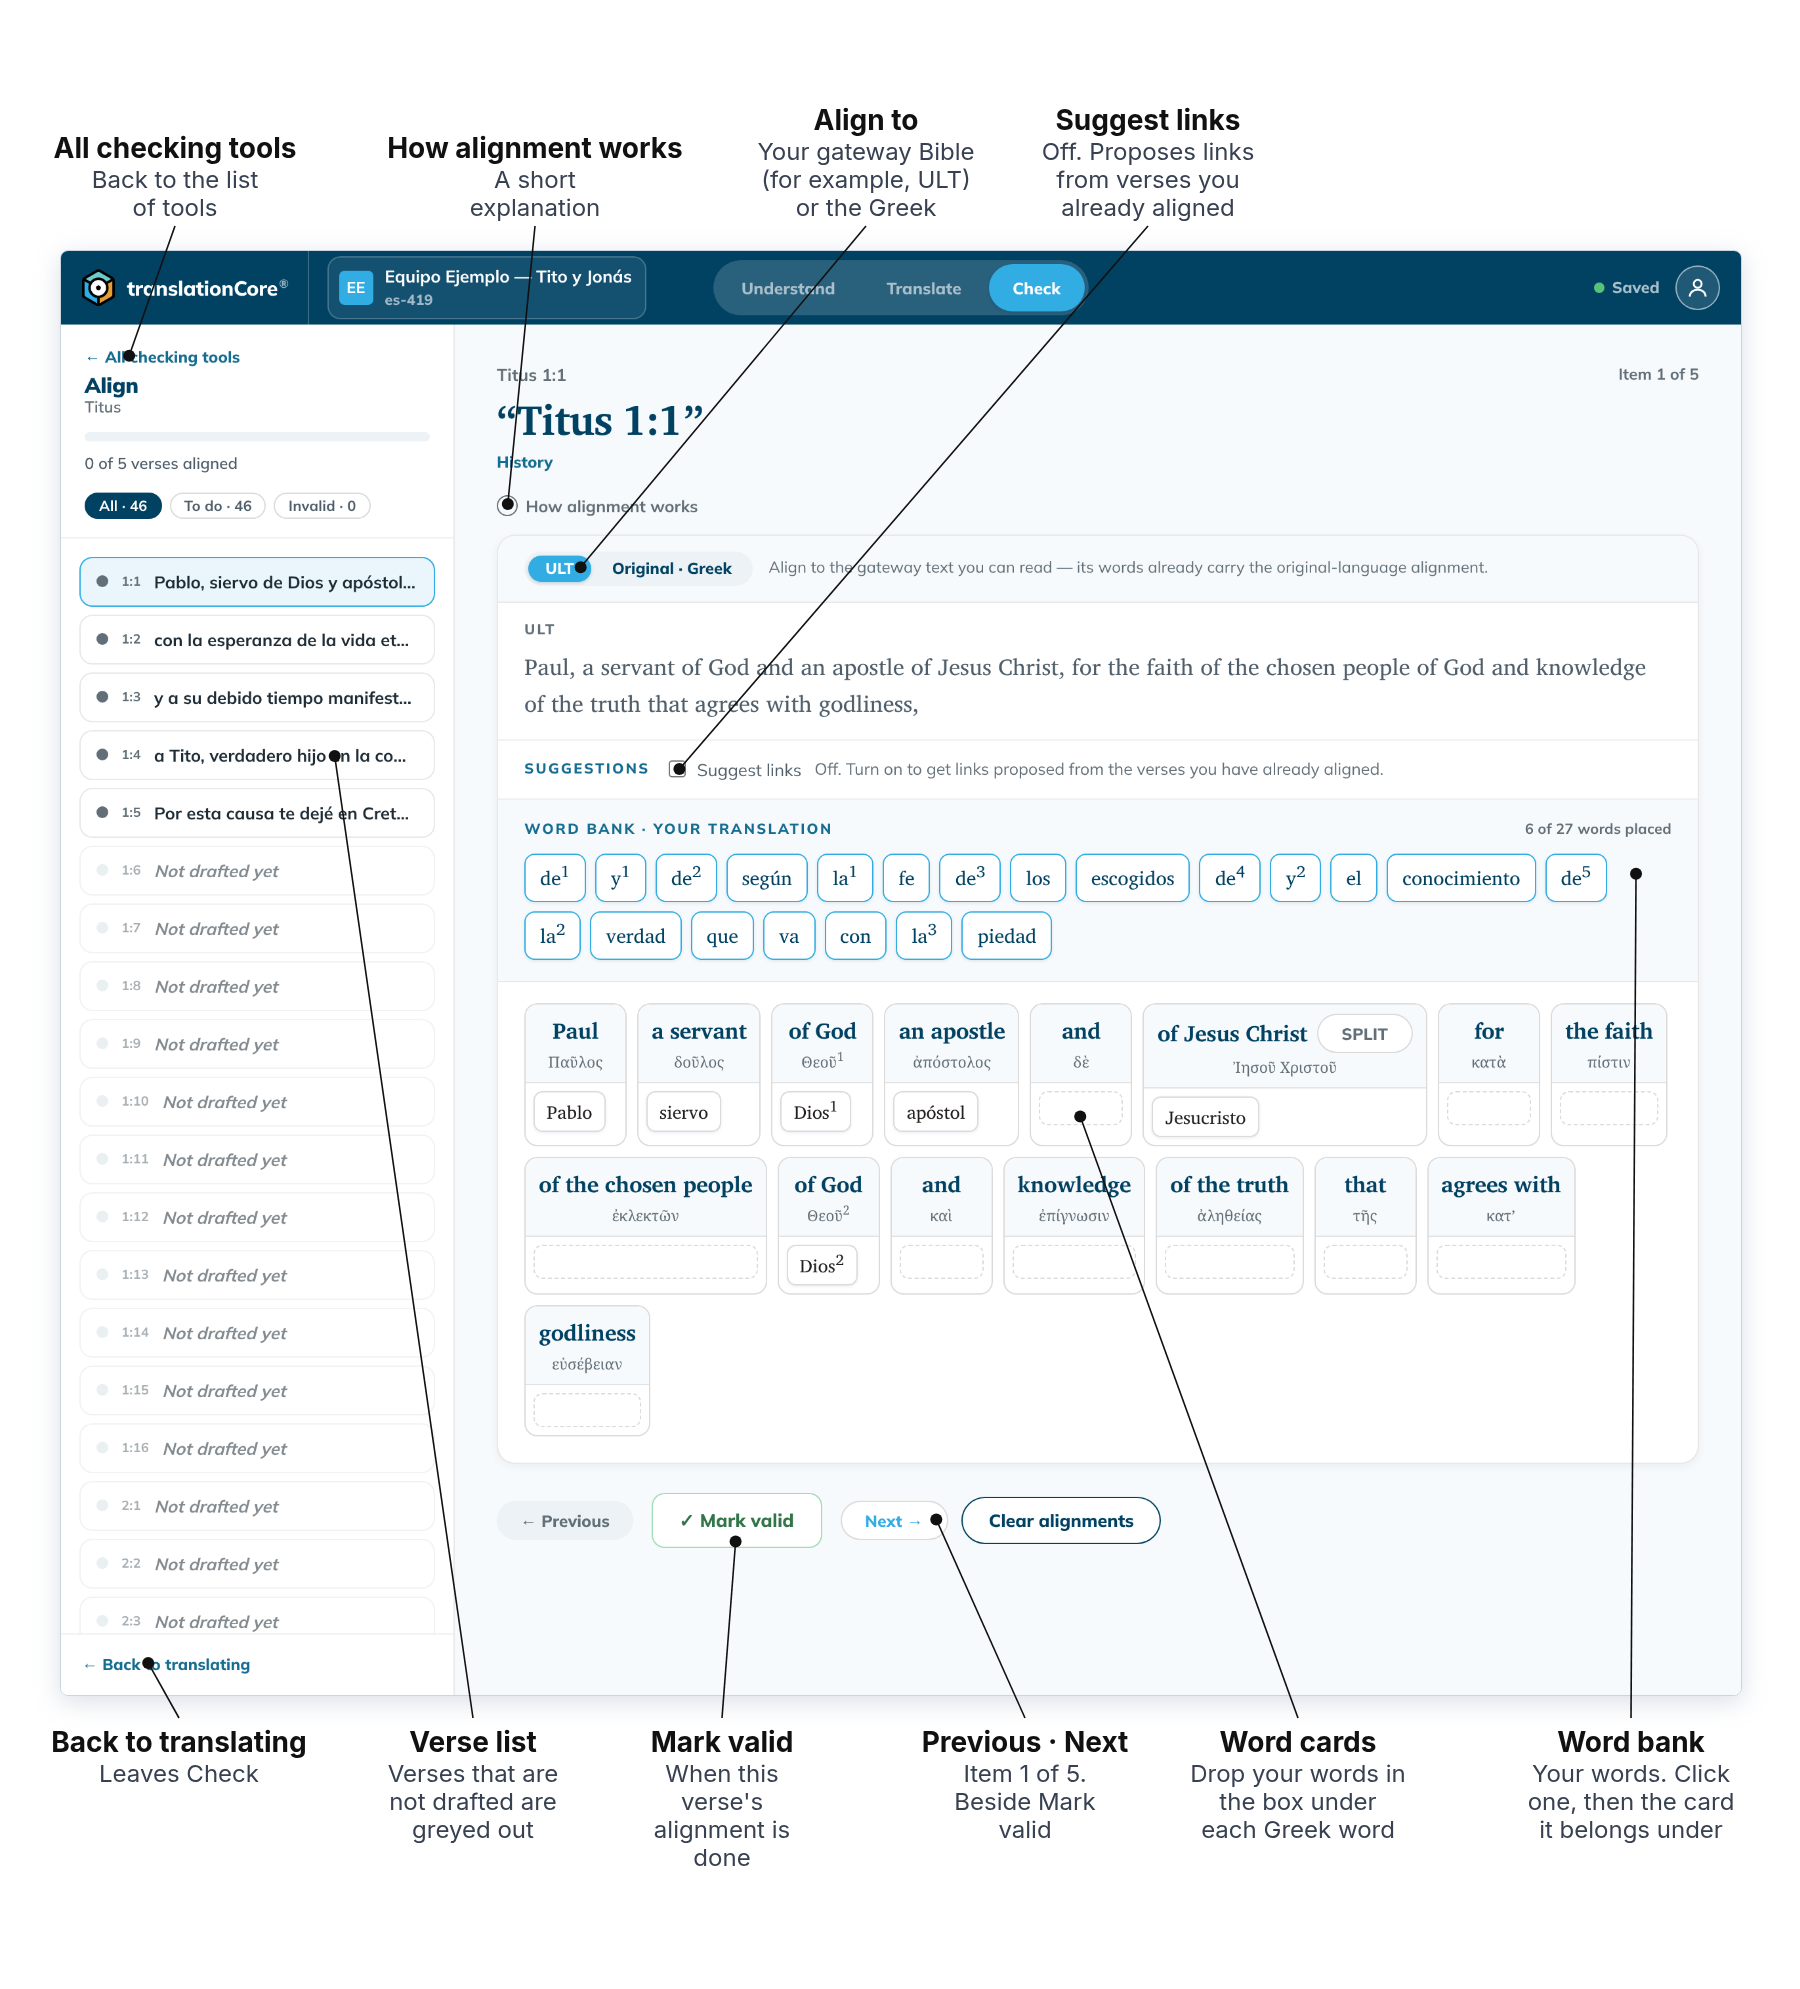 All checking tools
Back to the list
of tools
How alignment works
A short
explanation
Align to
Your gateway Bible
(for example, ULT)
or the Greek
Suggest links
Off. Proposes links
from verses you
already aligned
translationCore®
EE
Equipo Ejemplo — Tito y Jonás
es-419
Understand
Translate
Check
Saved
← All checking tools
Align
Titus
0 of 5 verses aligned
All · 46
To do · 46
Invalid · 0
1:1 Pablo, siervo de Dios y apóstol...
1:2 con la esperanza de la vida et...
1:3 y a su debido tiempo manifest...
1:4 a Tito, verdadero hijo en la co...
1:5 Por esta causa te dejé en Cret...
1:6 Not drafted yet
1:7 Not drafted yet
1:8 Not drafted yet
1:9 Not drafted yet
1:10 Not drafted yet
1:11 Not drafted yet
1:12 Not drafted yet
1:13 Not drafted yet
1:14 Not drafted yet
1:15 Not drafted yet
1:16 Not drafted yet
2:1 Not drafted yet
2:2 Not drafted yet
2:3 Not drafted yet
← Back to translating
Titus 1:1
Item 1 of 5
“Titus 1:1”
History
How alignment works
ULT
Original · Greek
Align to the gateway text you can read — its words already carry the original-language alignment.
ULT
Paul, a servant of God and an apostle of Jesus Christ, for the faith of the chosen people of God and knowledge
of the truth that agrees with godliness,
SUGGESTIONS
Suggest links
Off. Turn on to get links proposed from the verses you have already aligned.
WORD BANK · YOUR TRANSLATION
6 of 27 words placed
de¹ y¹ de² según la¹ fe de³ los escogidos de⁴ y² el conocimiento de⁵
la² verdad que va con la³ piedad
Paul a servant of God an apostle and of Jesus Christ SPLIT for the faith
Παῦλος δοῦλος Θεοῦ¹ ἀπόστολος δὲ Ἰησοῦ Χριστοῦ κατὰ πίστιν
Pablo siervo Dios¹ apóstol Jesucristo
of the chosen people of God and knowledge of the truth that agrees with
ἐκλεκτῶν Θεοῦ² καὶ ἐπίγνωσιν ἀληθείας τῆς κατ’
Dios²
godliness
εὐσέβειαν
← Previous
✓ Mark valid
Next →
Clear alignments
Back to translating
Leaves Check
Verse list
Verses that are
not drafted are
greyed out
Mark valid
When this
verse's
alignment is
done
Previous · Next
Item 1 of 5.
Beside Mark
valid
Word cards
Drop your words in
the box under
each Greek word
Word bank
Your words. Click
one, then the card
it belongs under